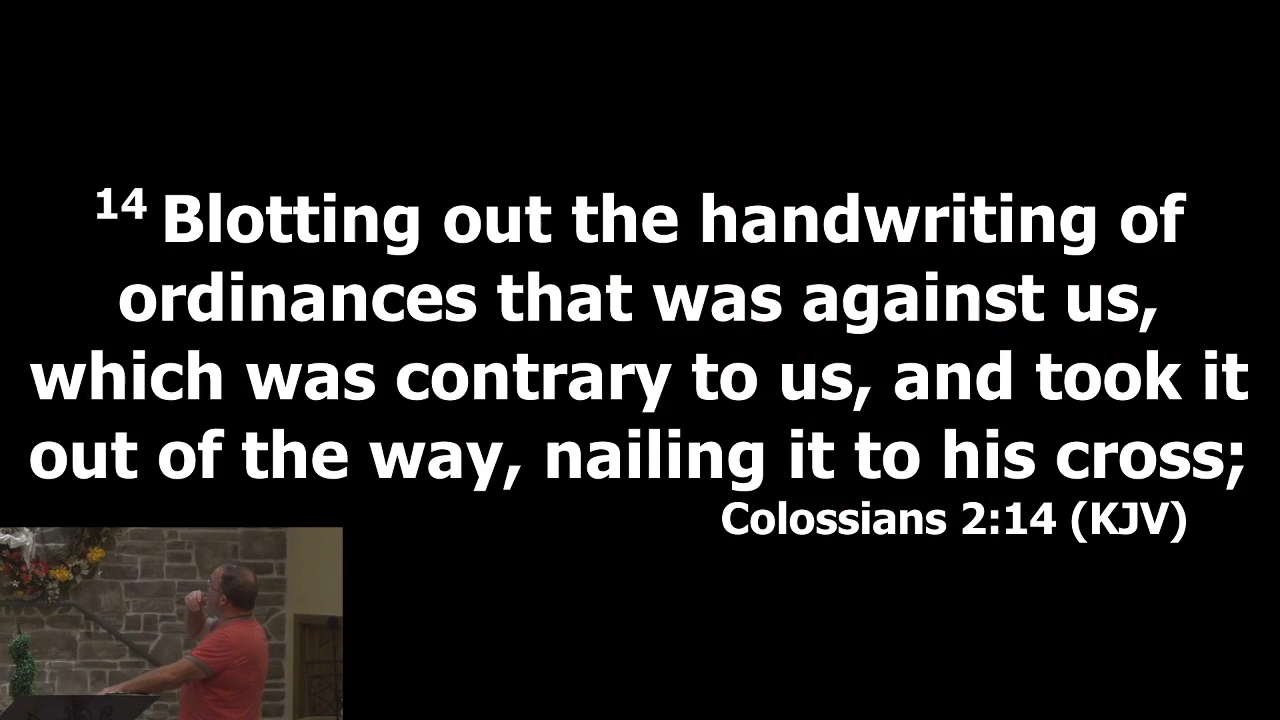 14 Blotting out the handwriting of
ordinances that was against us,
which was contrary to us, and took it
out of the way, nailing it to his cross;
Colossians 2:14 (KJV)